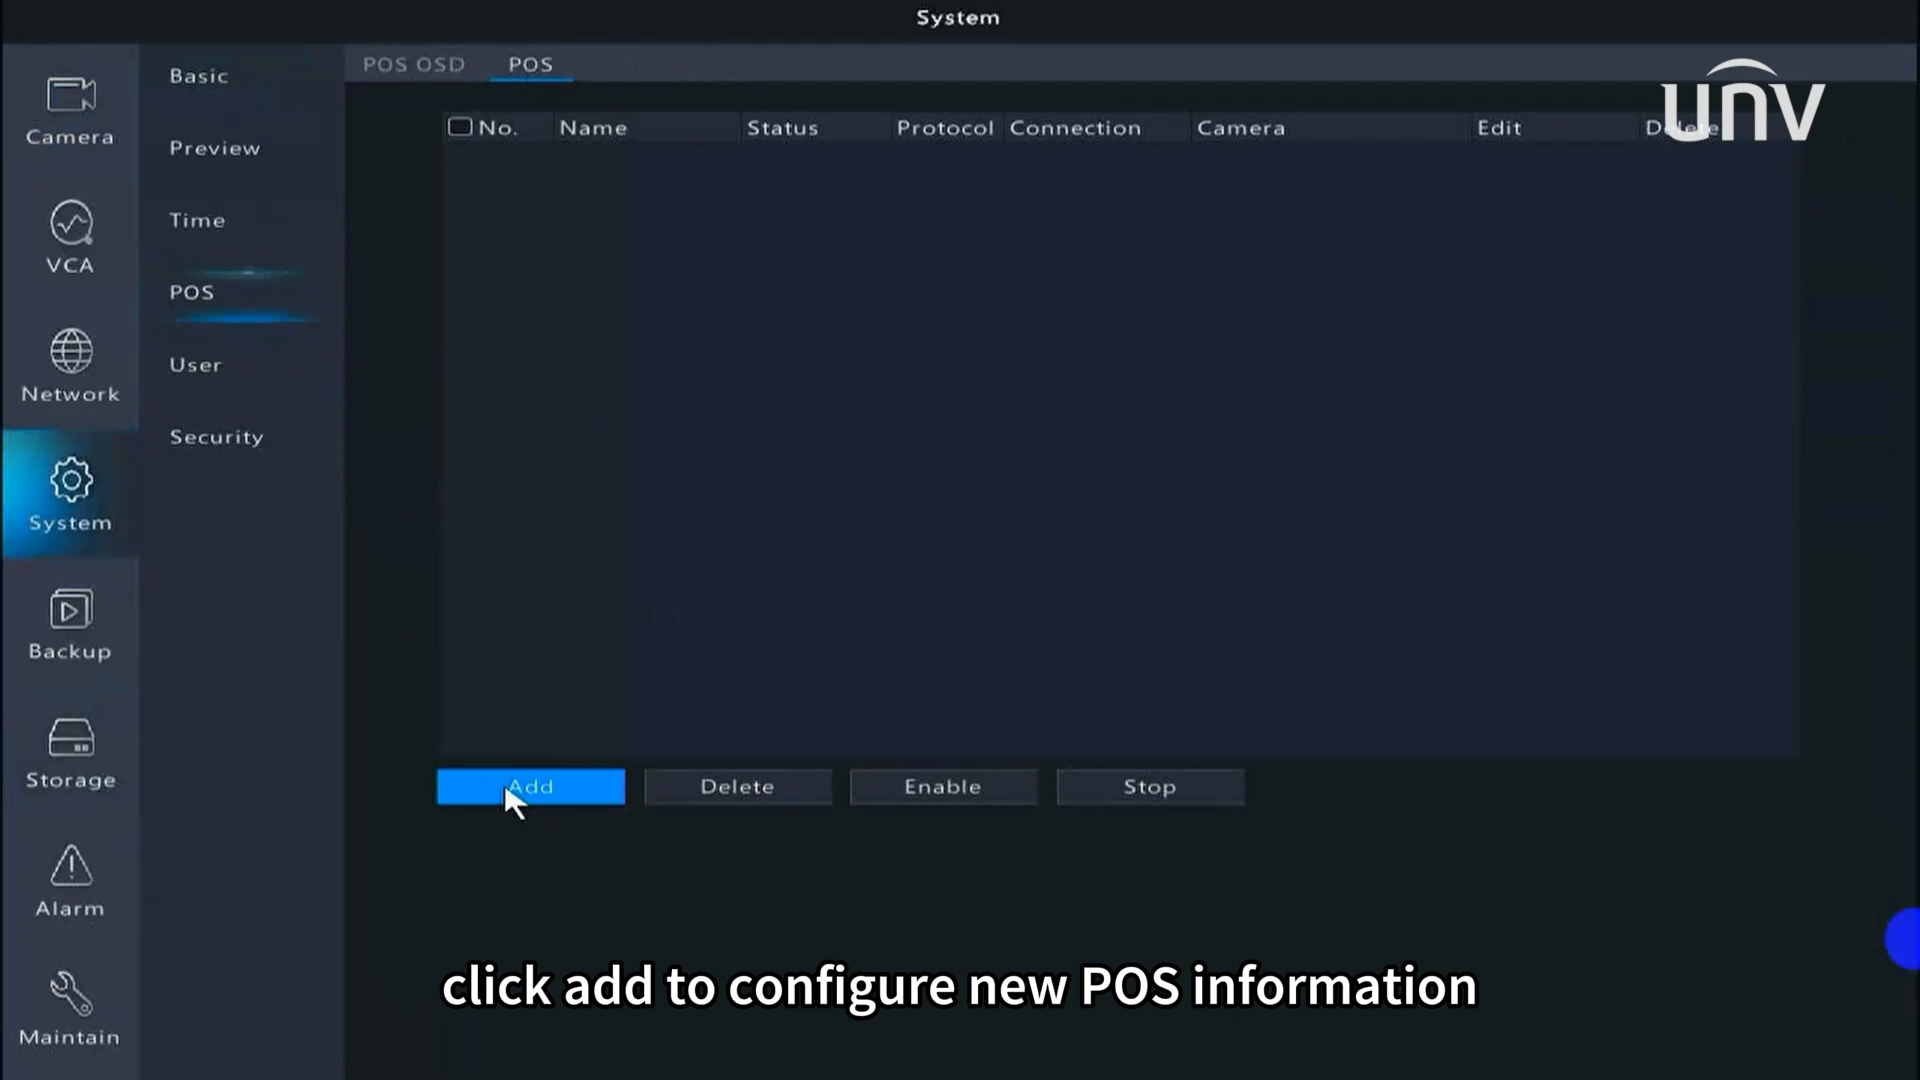 System
Camera
VCA
Network
System
Backup
Storage
Alarm
Maintain
Basic
Preview
Time
POS
User
Security
POS OSD POS
unv
No. Name Status Protocol Connection Camera Edit Delete
Add Delete Enable Stop
click add to configure new POS information